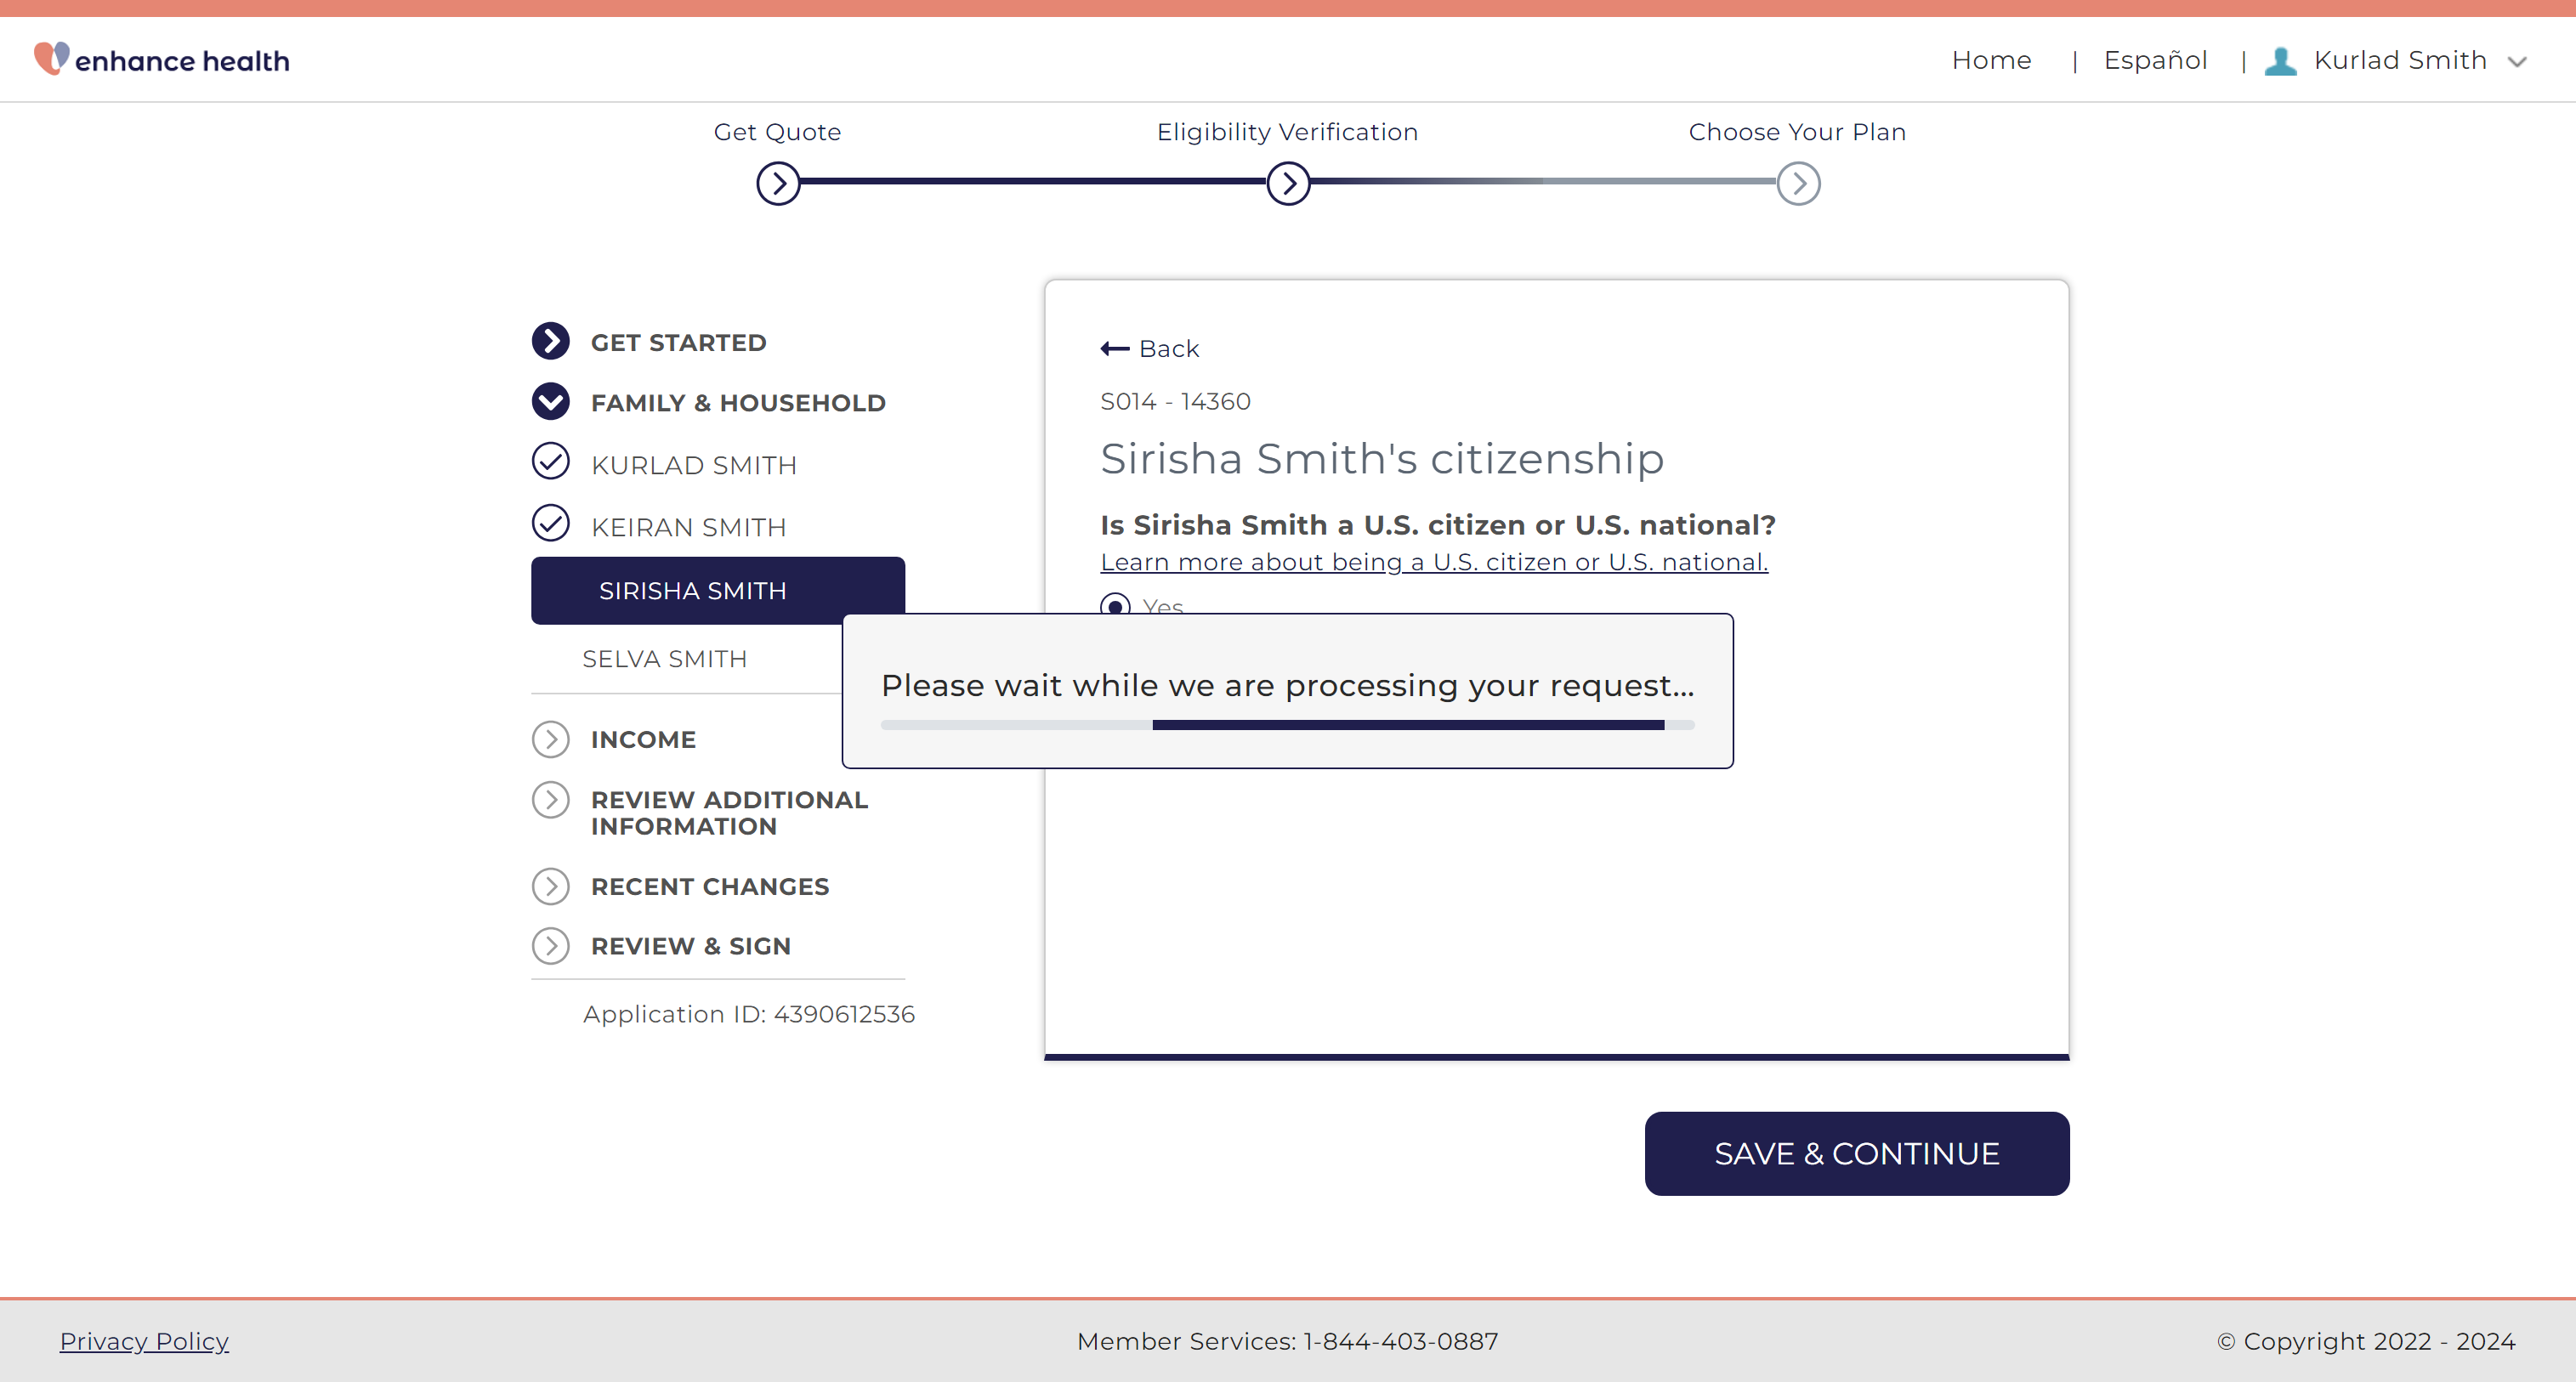 enhance health
Home | Español | Kurlad Smith
Get Quote
Eligibility Verification
Choose Your Plan
GET STARTED
FAMILY & HOUSEHOLD
KURLAD SMITH
KEIRAN SMITH
SIRISHA SMITH
SELVA SMITH
INCOME
REVIEW ADDITIONAL
INFORMATION
RECENT CHANGES
REVIEW & SIGN
Application ID: 4390612536
Back
S014 - 14360
Sirisha Smith's citizenship
Is Sirisha Smith a U.S. citizen or U.S. national?
Learn more about being a U.S. citizen or U.S. national.
Yes
Please wait while we are processing your request...
SAVE & CONTINUE
Privacy Policy
Member Services: 1-844-403-0887
© Copyright 2022 - 2024